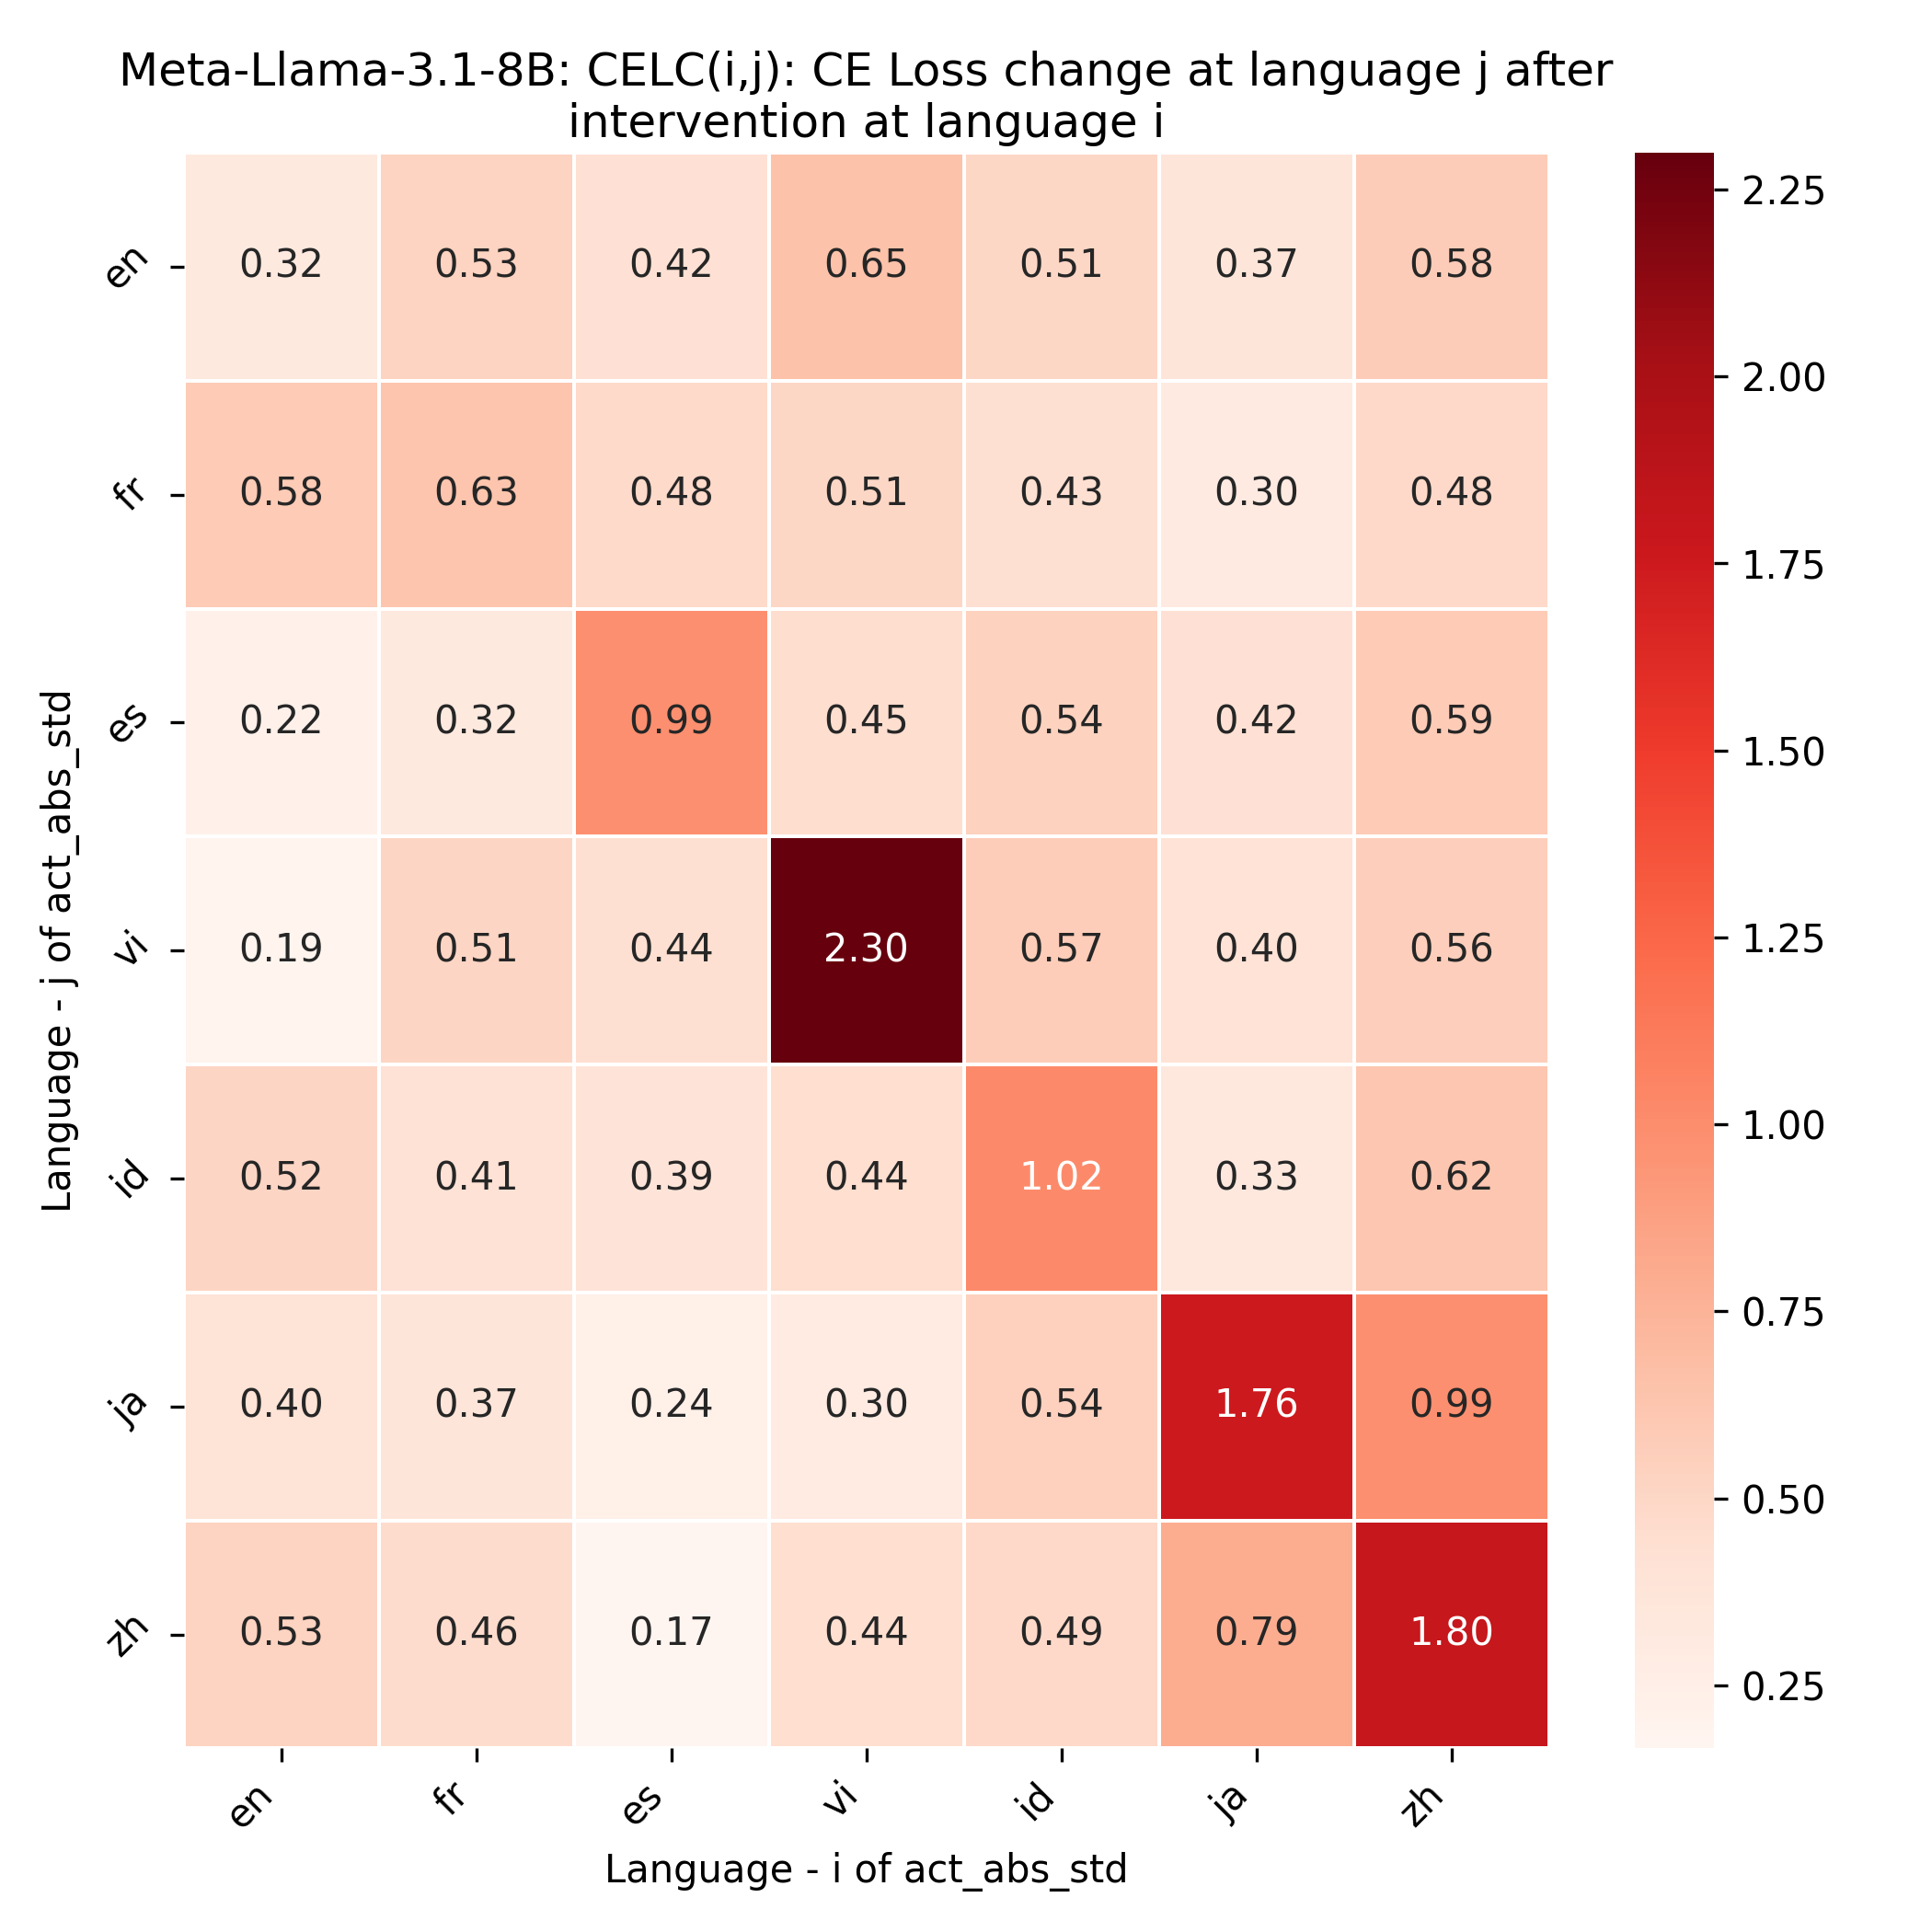 Meta-Llama-3.1-8B: CELC(i,j): CE Loss change at language j after
intervention at language i
Language - j of act_abs_std
en 0.32 0.53 0.42 0.65 0.51 0.37 0.58
fr 0.58 0.63 0.48 0.51 0.43 0.30 0.48
es 0.22 0.32 0.99 0.45 0.54 0.42 0.59
vi 0.19 0.51 0.44 2.30 0.57 0.40 0.56
id 0.52 0.41 0.39 0.44 1.02 0.33 0.62
ja 0.40 0.37 0.24 0.30 0.54 1.76 0.99
zh 0.53 0.46 0.17 0.44 0.49 0.79 1.80
en fr es vi id ja zh
Language - i of act_abs_std
2.25
2.00
1.75
1.50
1.25
1.00
0.75
0.50
0.25